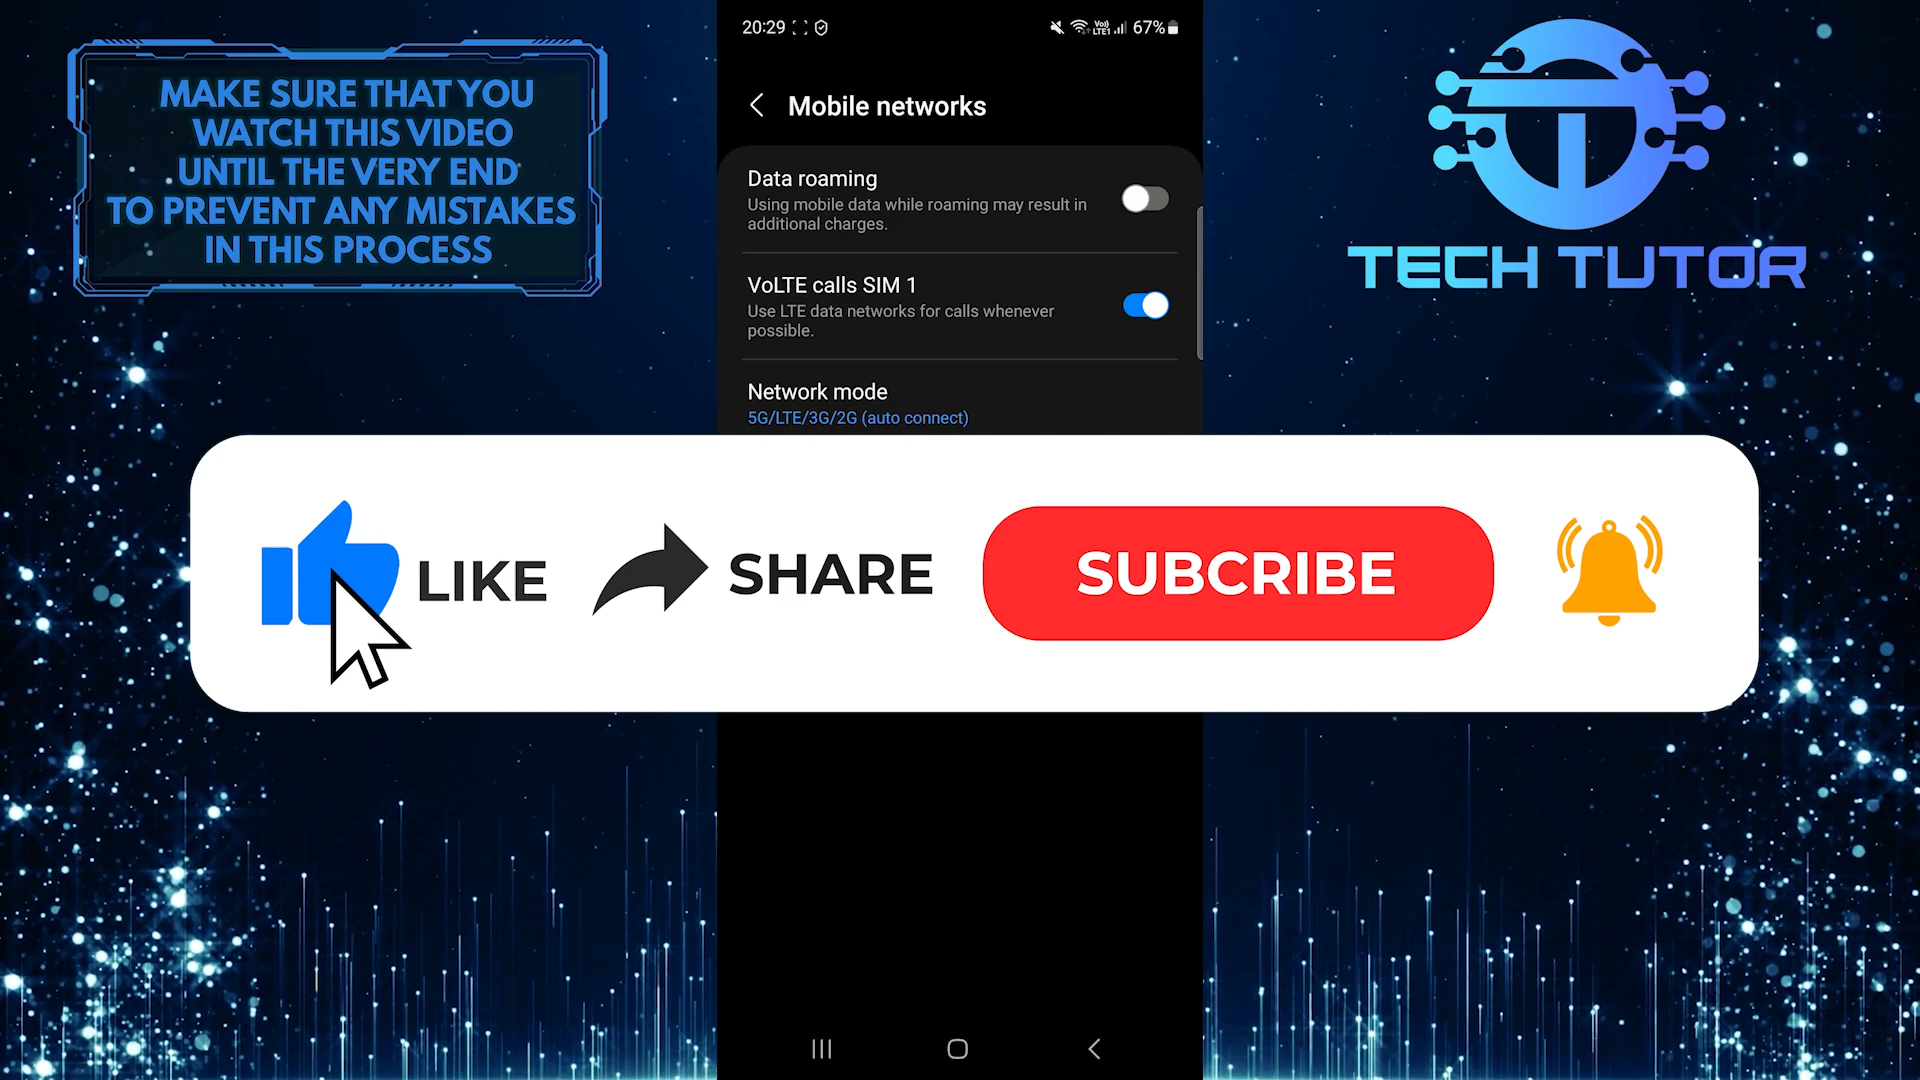 MAKE SURE THAT YOU
WATCH THIS VIDEO
UNTIL THE VERY END
TO PREVENT ANY MISTAKES
IN THIS PROCESS
20:29
Vo)) LTE1 67%
Mobile networks
Data roaming
Using mobile data while roaming may result in
additional charges.
VoLTE calls SIM 1
Use LTE data networks for calls whenever
possible.
Network mode
5G/LTE/3G/2G (auto connect)
TECH TUTOR
LIKE
SHARE
SUBCRIBE